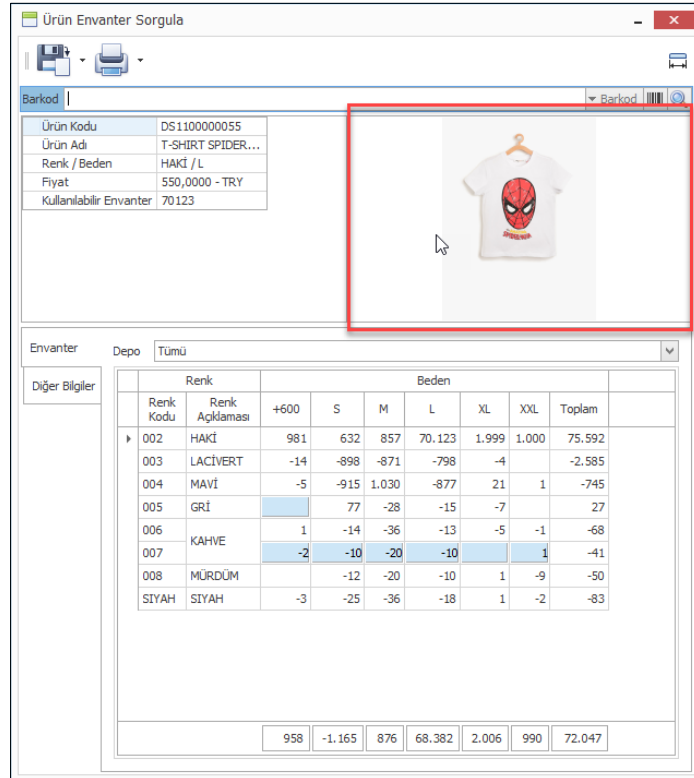 Ürün Envanter Sorgula
Barkod Barkod
Ürün Kodu DS1100000055
Ürün Adı T-SHIRT SPIDER...
Renk / Beden HAKİ / L
Fiyat 550,0000 - TRY
Kullanılabilir Envanter 70123
SPIDER-MAN
Envanter Depo Tümü
Diğer Bilgiler
Renk Beden
Renk Kodu Renk Açıklaması +600 S M L XL XXL Toplam
002 HAKİ 981 632 857 70.123 1.999 1.000 75.592
003 LACİVERT -14 -898 -871 -798 -4 -2.585
004 MAVİ -5 -915 1.030 -877 21 1 -745
005 GRİ 77 -28 -15 -7 27
006 KAHVE 1 -14 -36 -13 -5 -1 -68
007 -2 -10 -20 -10 1 -41
008 MÜRDÜM -12 -20 -10 1 -9 -50
SIYAH SIYAH -3 -25 -36 -18 1 -2 -83
958 -1.165 876 68.382 2.006 990 72.047